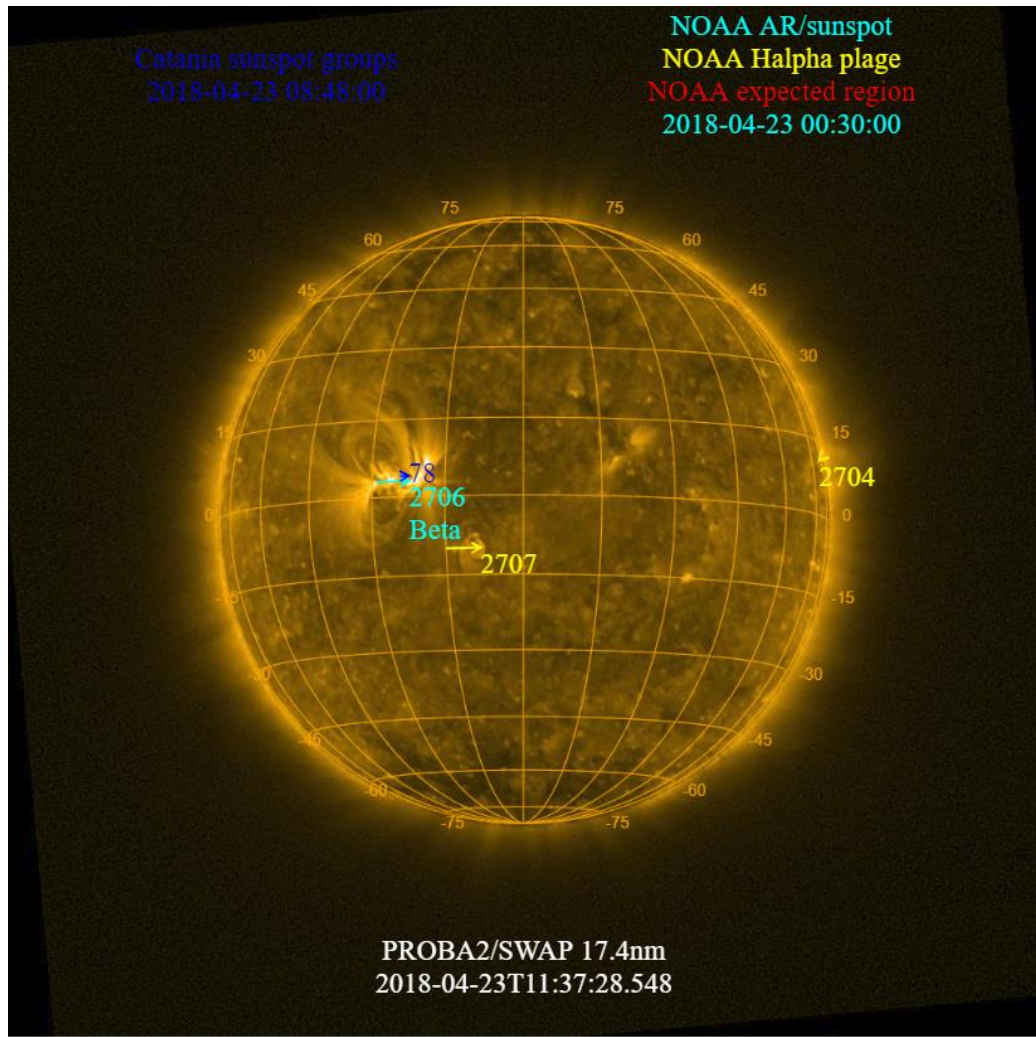 Catania sunspot groups
2018-04-23 08:48:00
NOAA AR/sunspot
NOAA Halpha plage
NOAA expected region
2018-04-23 00:30:00
75 75
60 60
45 45
30 30
15 15
78
2704
2706
0 0
Beta
2707
-15 -15
-30 -30
-45 -45
-60 -60
-75 -75
PROBA2/SWAP 17.4nm
2018-04-23T11:37:28.548